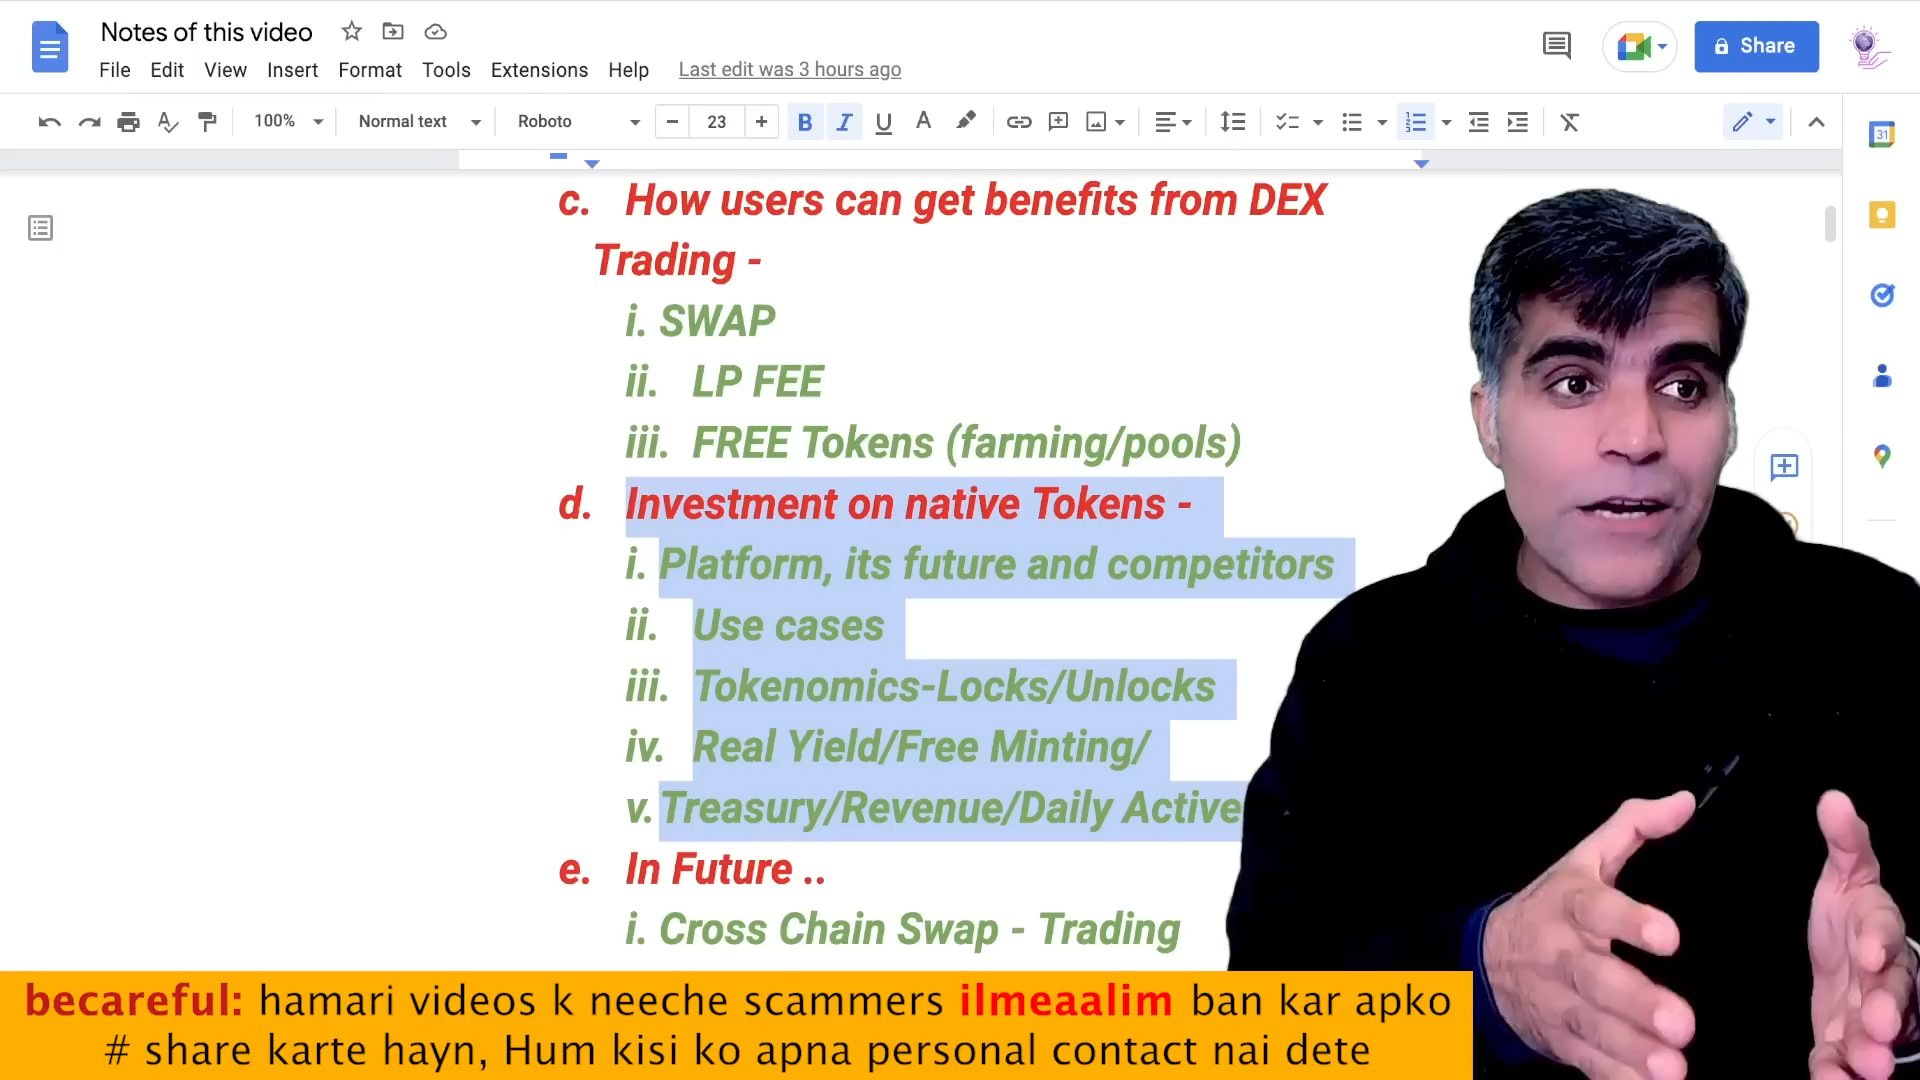 Notes of this video
File Edit View Insert Format Tools Extensions Help Last edit was 3 hours ago
Share
100% Normal text Roboto 23
31
c. How users can get benefits from DEX
Trading -
i. SWAP
ii. LP FEE
iii. FREE Tokens (farming/pools)
d. Investment on native Tokens -
i. Platform, its future and competitors
ii. Use cases
iii. Tokenomics-Locks/Unlocks
iv. Real Yield/Free Minting/
v. Treasury/Revenue/Daily Active
e. In Future ..
i. Cross Chain Swap - Trading
becareful: hamari videos k neeche scammers ilmeaalim ban kar apko
# share karte hayn, Hum kisi ko apna personal contact nai dete